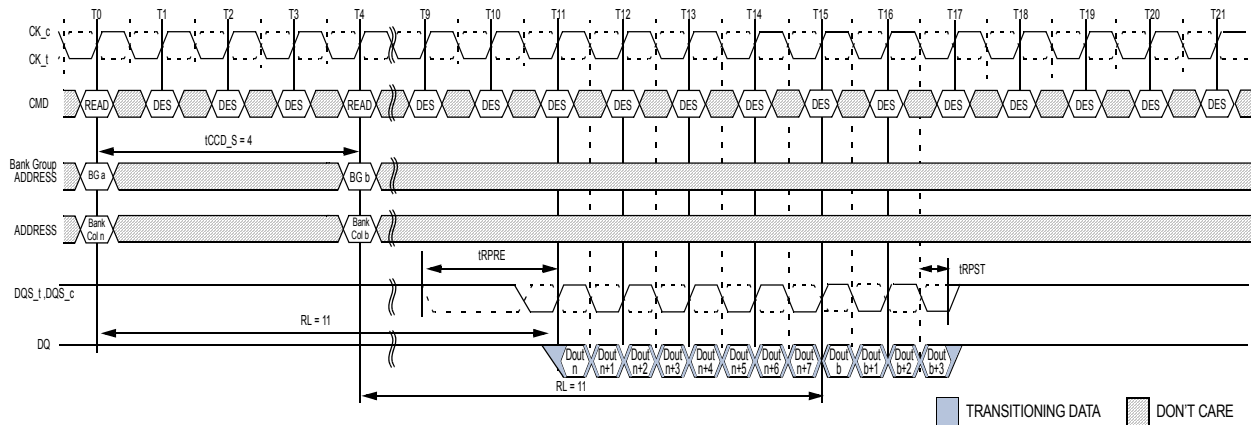 T0 T1 T2 T3 T4 T9 T10 T11 T12 T13 T14 T15 T16 T17 T18 T19 T20 T21
CK_c
CK_t
CMD READ DES DES DES READ DES DES DES DES DES DES DES DES DES DES DES DES DES
tCCD_S = 4
Bank Group
ADDRESS BG a BG b
ADDRESS Bank Col n Bank Col b
tRPRE tRPST
DQS_t ,DQS_c
RL = 11
DQ Dout n Dout n+1 Dout n+2 Dout n+3 Dout n+4 Dout n+5 Dout n+6 Dout n+7 Dout b Dout b+1 Dout b+2 Dout b+3
RL = 11
TRANSITIONING DATA DON'T CARE